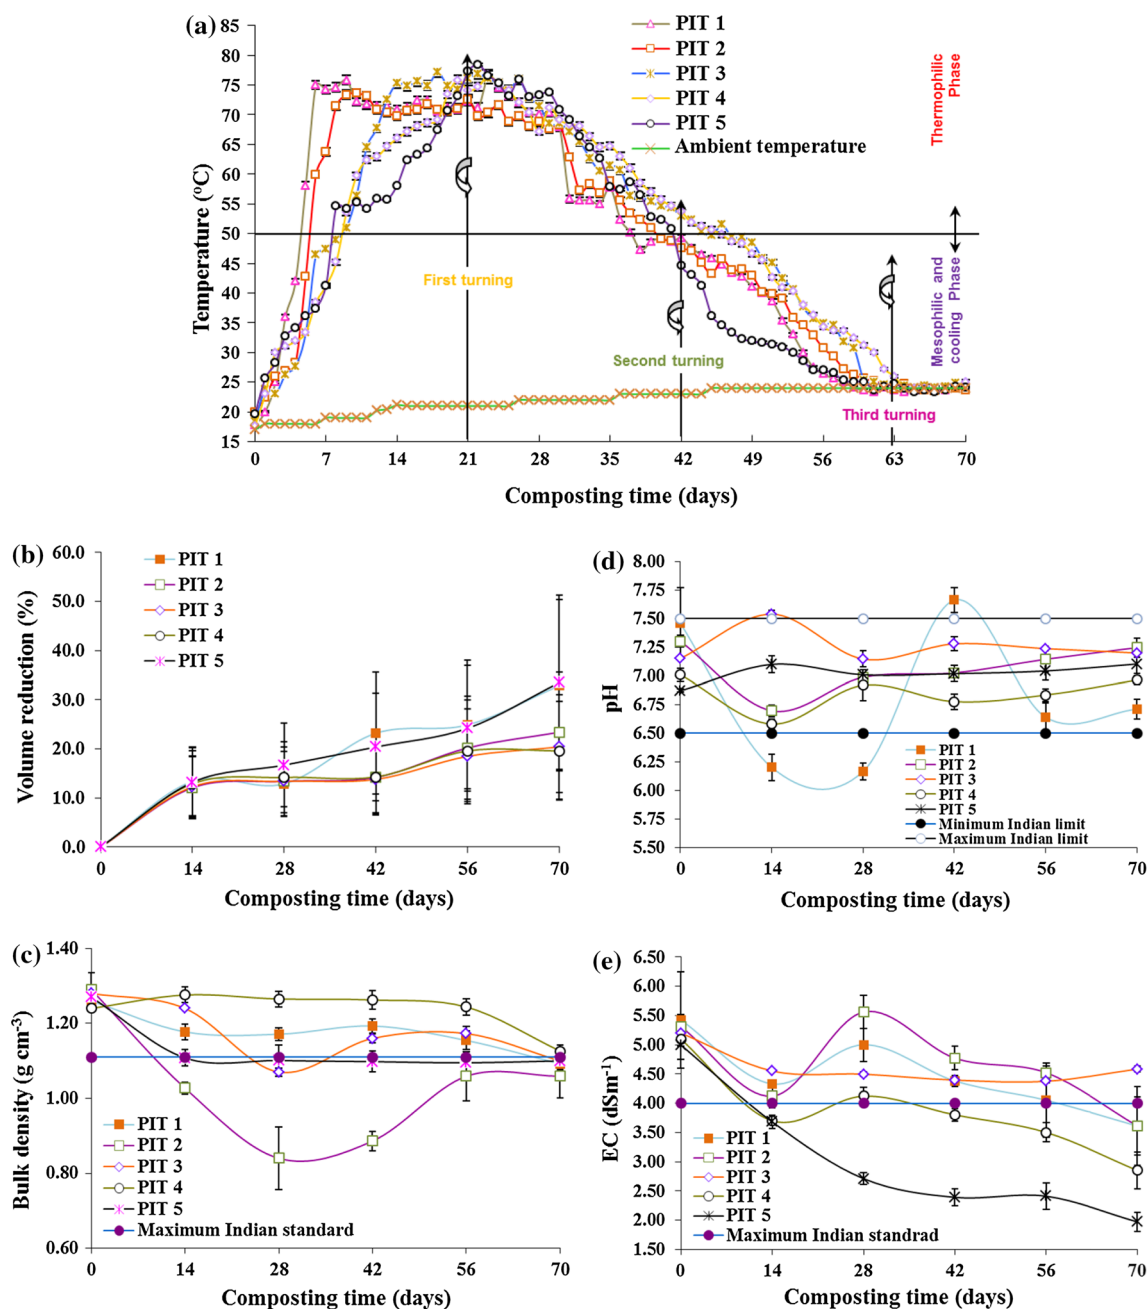 (a)
85
80
75
70
65
60
55
50
45
40
35
30
25
20
15
Temperature (ºC)
PIT 1
PIT 2
PIT 3
PIT 4
PIT 5
Ambient temperature
Thermophilic
Phase
Mesophilic and
cooling Phase
First turning
Second turning
Third turning
0 7 14 21 28 35 42 49 56 63 70
Composting time (days)
(b)
60.0
50.0
40.0
30.0
20.0
10.0
0.0
Volume reduction (%)
PIT 1
PIT 2
PIT 3
PIT 4
PIT 5
0 14 28 42 56 70
Composting time (days)
(d)
8.00
7.75
7.50
7.25
7.00
6.75
6.50
6.25
6.00
5.75
5.50
pH
PIT 1
PIT 2
PIT 3
PIT 4
PIT 5
Minimum Indian limit
Maximum Indian limit
0 14 28 42 56 70
Composting time (days)
(c)
1.40
1.20
1.00
0.80
0.60
Bulk density (g cm-3)
PIT 1
PIT 2
PIT 3
PIT 4
PIT 5
Maximum Indian standard
0 14 28 42 56 70
Composting time (days)
(e)
6.50
6.00
5.50
5.00
4.50
4.00
3.50
3.00
2.50
2.00
1.50
EC (dSm-1)
PIT 1
PIT 2
PIT 3
PIT 4
PIT 5
Maximum Indian standrad
0 14 28 42 56 70
Composting time (days)